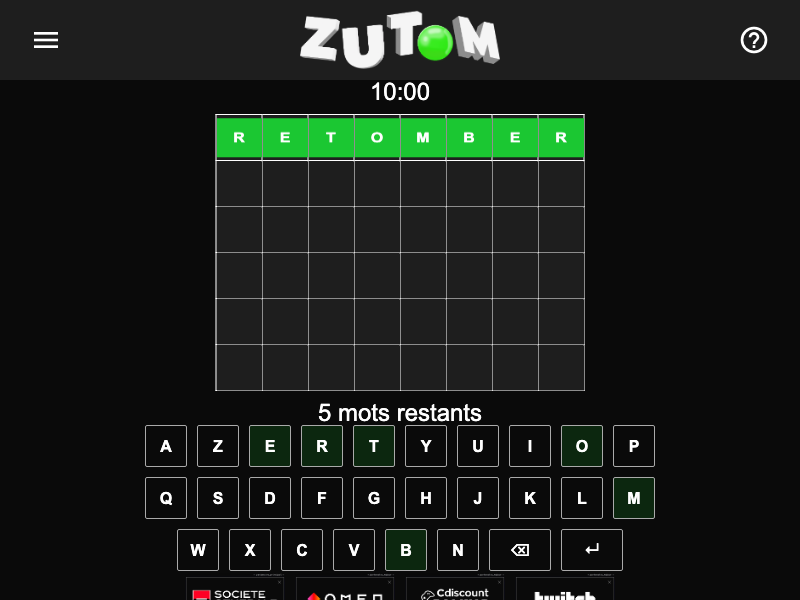 ZUTOM
10:00
R E T O M B E R
5 mots restants
A Z E R T Y U I O P
Q S D F G H J K L M
W X C V B N
SOCIETE
OMEN
Cdiscount
twitch